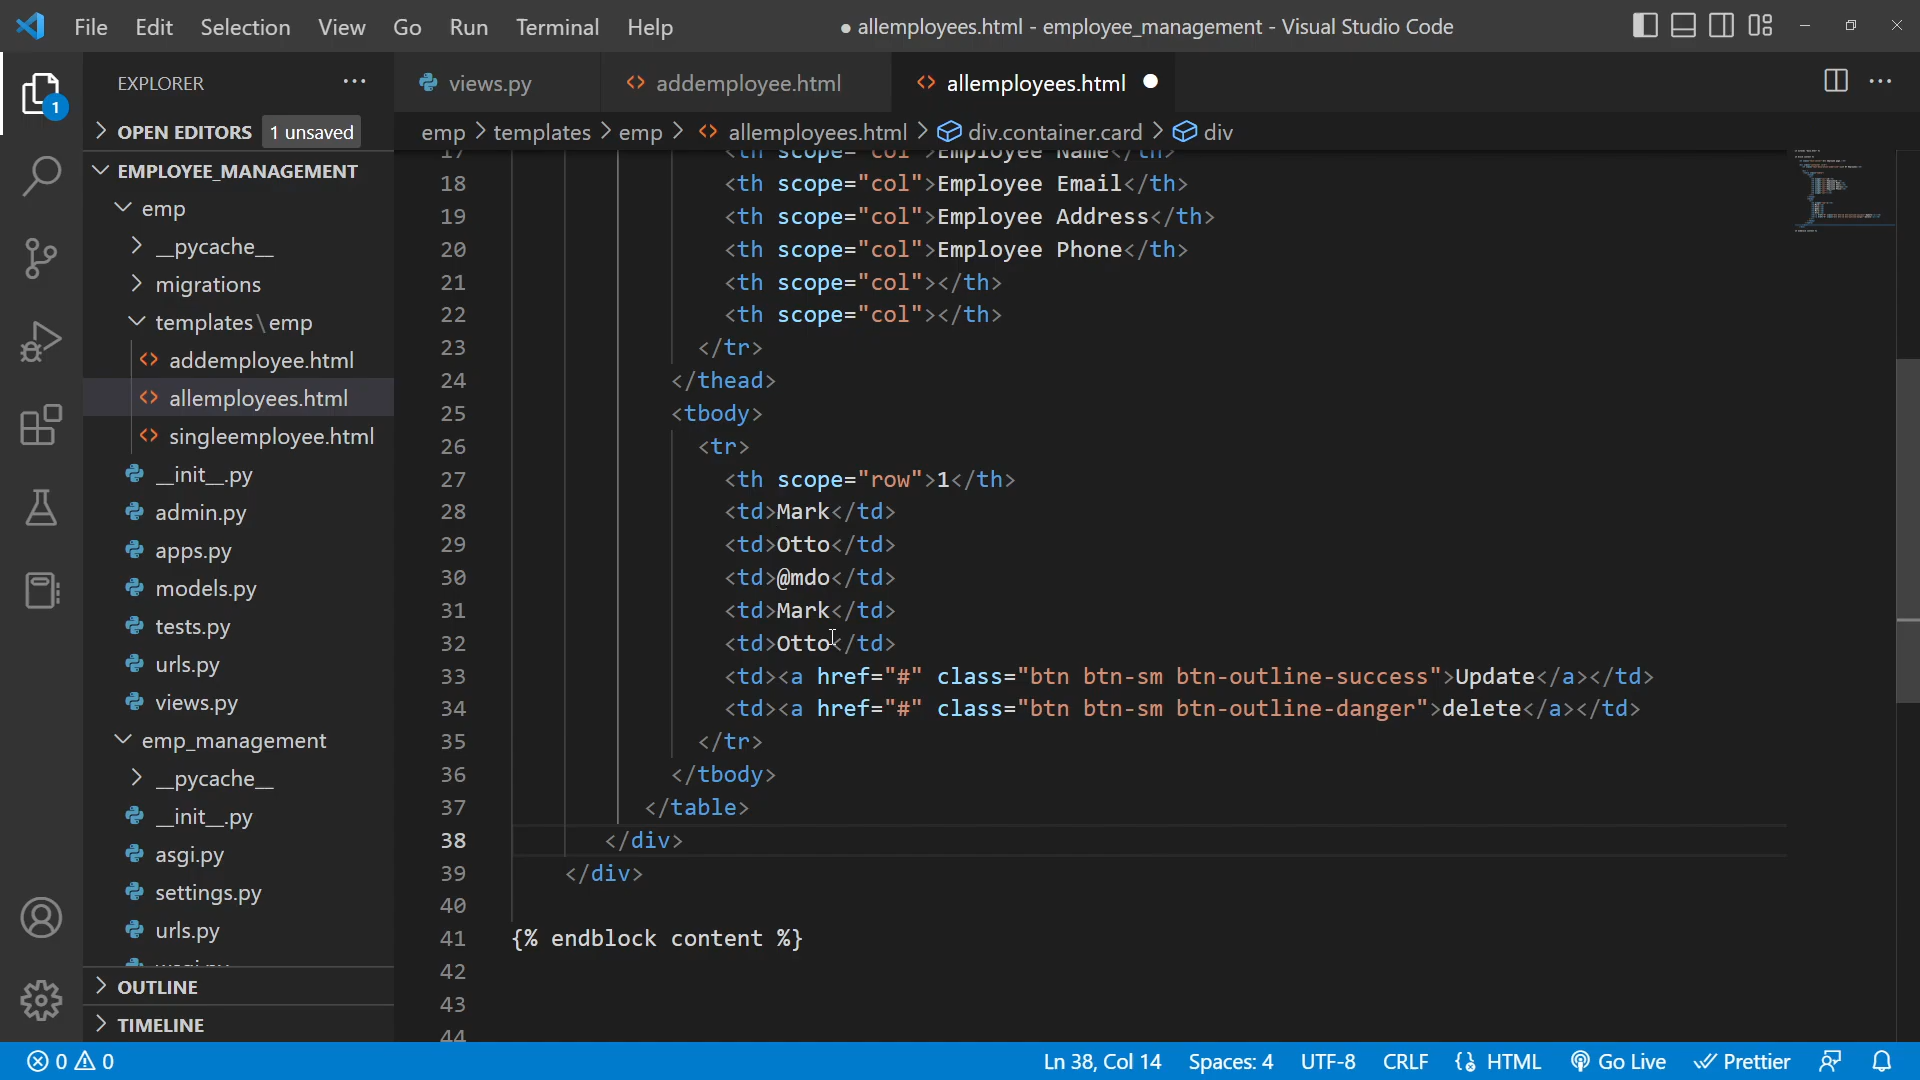 File Edit Selection View Go Run Terminal Help
● allemployees.html - employee_management - Visual Studio Code
EXPLORER
views.py
addemployee.html
allemployees.html
1
OPEN EDITORS 1 unsaved
emp > templates > emp > allemployees.html > div.container.card > div
EMPLOYEE_MANAGEMENT
emp
__pycache__
migrations
templates \ emp
addemployee.html
allemployees.html
singleemployee.html
__init__.py
admin.py
apps.py
models.py
tests.py
urls.py
views.py
emp_management
__pycache__
__init__.py
asgi.py
settings.py
urls.py
wsgi.py
OUTLINE
TIMELINE
17 <th scope="col">Employee Name</th>
18 <th scope="col">Employee Email</th>
19 <th scope="col">Employee Address</th>
20 <th scope="col">Employee Phone</th>
21 <th scope="col"></th>
22 <th scope="col"></th>
23 </tr>
24 </thead>
25 <tbody>
26 <tr>
27 <th scope="row">1</th>
28 <td>Mark</td>
29 <td>Otto</td>
30 <td>@mdo</td>
31 <td>Mark</td>
32 <td>Otto</td>
33 <td><a href="#" class="btn btn-sm btn-outline-success">Update</a></td>
34 <td><a href="#" class="btn btn-sm btn-outline-danger">delete</a></td>
35 </tr>
36 </tbody>
37 </table>
38 </div>
39 </div>
40
41 {% endblock content %}
42
43
44
0 0
Ln 38, Col 14 Spaces: 4 UTF-8 CRLF HTML Go Live Prettier